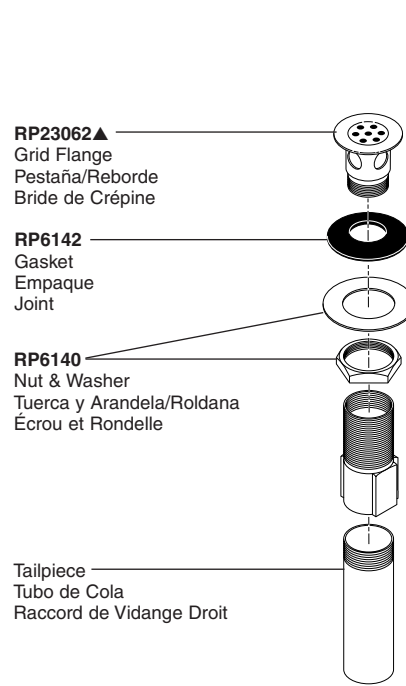 RP23062▲
Grid Flange
Pestaña/Reborde
Bride de Crépine
RP6142
Gasket
Empaque
Joint
RP6140
Nut & Washer
Tuerca y Arandela/Roldana
Écrou et Rondelle
Tailpiece
Tubo de Cola
Raccord de Vidange Droit